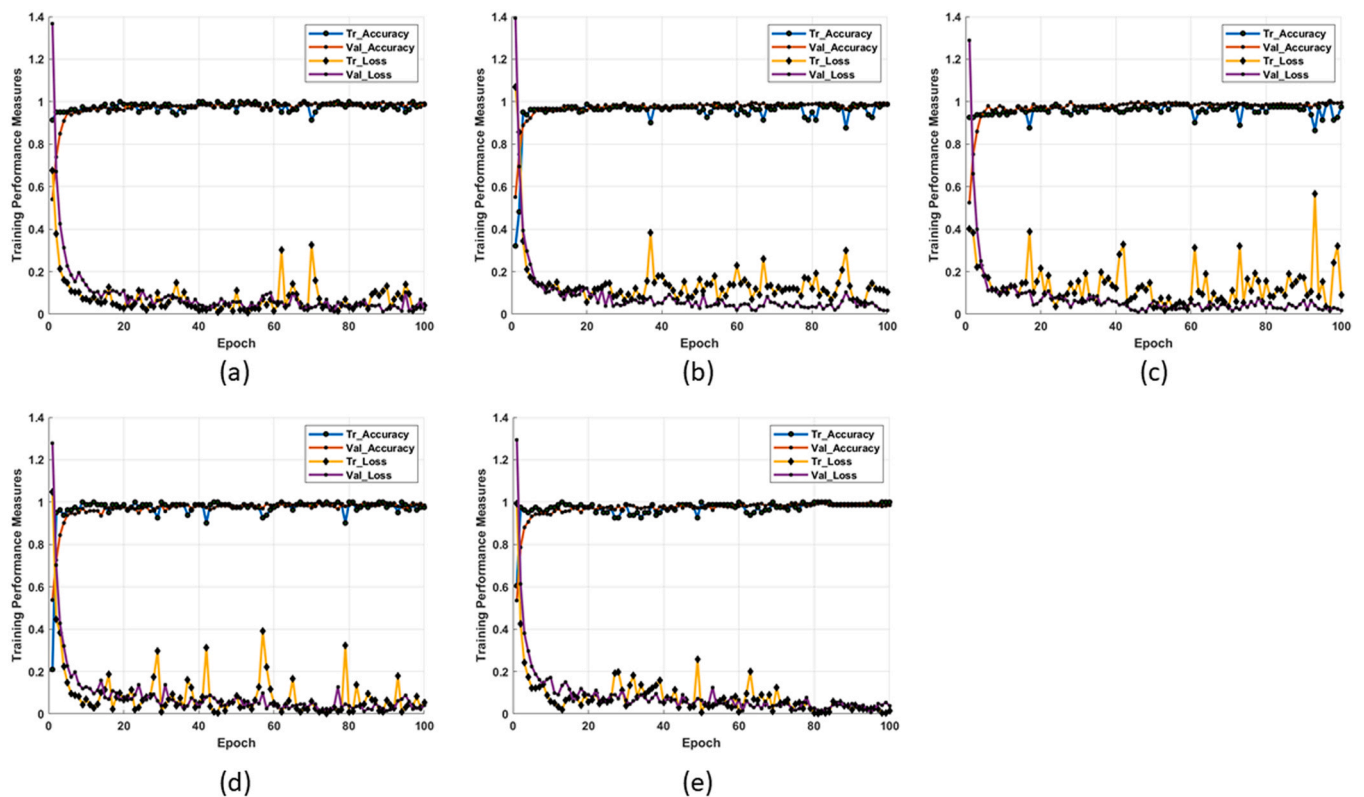 1.4
1.2
1
0.8
0.6
0.4
0.2
0
Training Performance Measures
Tr_Accuracy
Val_Accuracy
Tr_Loss
Val_Loss
0 20 40 60 80 100
Epoch
(a)
1.4
1.2
1
0.8
0.6
0.4
0.2
0
Training Performance Measures
Tr_Accuracy
Val_Accuracy
Tr_Loss
Val_Loss
0 20 40 60 80 100
Epoch
(b)
1.4
1.2
1
0.8
0.6
0.4
0.2
0
Training Performance Measures
Tr_Accuracy
Val_Accuracy
Tr_Loss
Val_Loss
0 20 40 60 80 100
Epoch
(c)
1.4
1.2
1
0.8
0.6
0.4
0.2
0
Training Performance Measures
Tr_Accuracy
Val_Accuracy
Tr_Loss
Val_Loss
0 20 40 60 80 100
Epoch
(d)
1.4
1.2
1
0.8
0.6
0.4
0.2
0
Training Performance Measures
Tr_Accuracy
Val_Accuracy
Tr_Loss
Val_Loss
0 20 40 60 80 100
Epoch
(e)